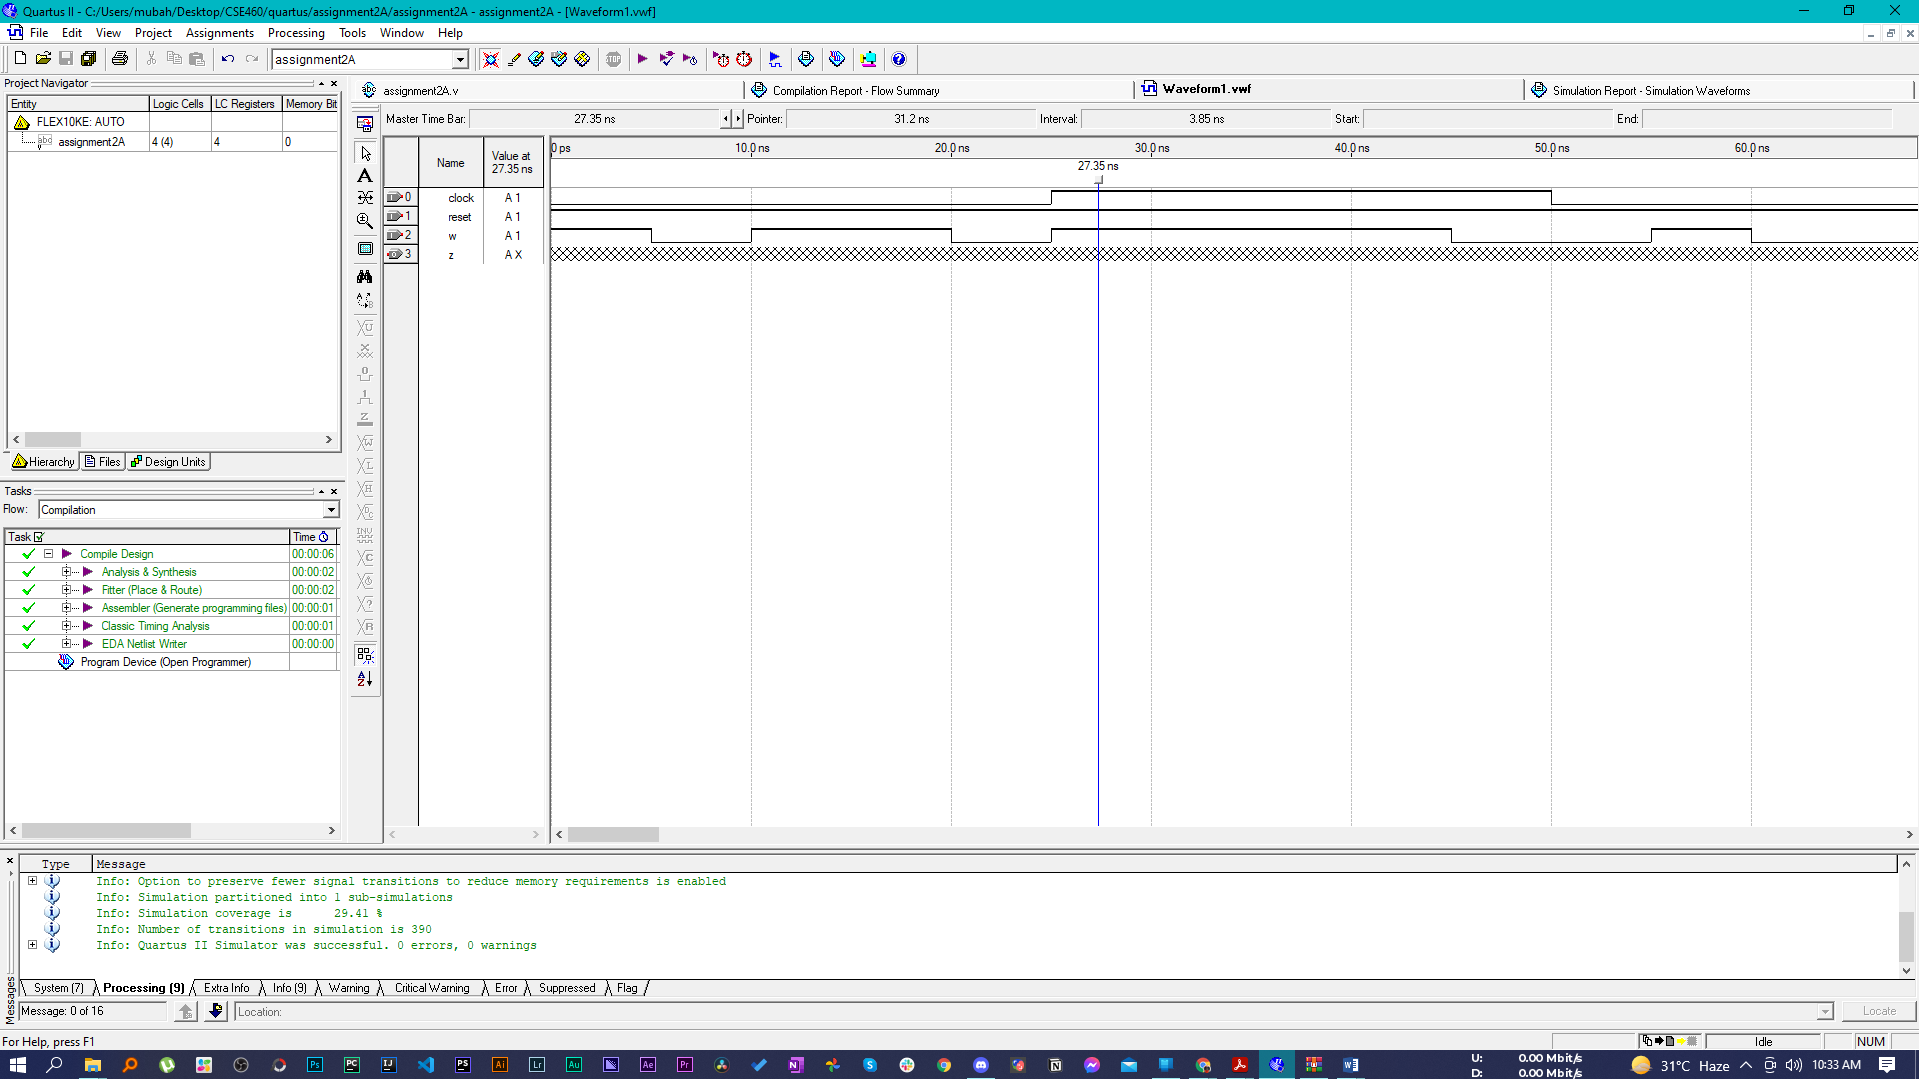 Quartus II - C:/Users/mubah/Desktop/CSE460/quartus/assignment2A/assignment2A - assignment2A - [Waveform1.vwf]
File Edit View Project Assignments Processing Tools Window Help
assignment2A
Project Navigator
Entity Logic Cells LC Registers Memory Bit
FLEX10KE: AUTO
assignment2A 4 (4) 4 0
Hierarchy Files Design Units
Tasks
Flow: Compilation
Task Time
Compile Design 00:00:06
Analysis & Synthesis 00:00:02
Fitter (Place & Route) 00:00:02
Assembler (Generate programming files) 00:00:01
Classic Timing Analysis 00:00:01
EDA Netlist Writer 00:00:00
Program Device (Open Programmer)
assignment2A.v Compilation Report - Flow Summary Waveform1.vwf Simulation Report - Simulation Waveforms
Master Time Bar: 27.35 ns Pointer: 31.2 ns Interval: 3.85 ns Start: End:
Name Value at 27.35 ns
0 ps 10.0 ns 20.0 ns 30.0 ns 40.0 ns 50.0 ns 60.0 ns
27.35 ns
0 clock A 1
1 reset A 1
2 w A 1
3 z A X
Type Message
Info: Option to preserve fewer signal transitions to reduce memory requirements is enabled
Info: Simulation partitioned into 1 sub-simulations
Info: Simulation coverage is 29.41 %
Info: Number of transitions in simulation is 390
Info: Quartus II Simulator was successful. 0 errors, 0 warnings
System (7) Processing (9) Extra Info Info (9) Warning Critical Warning Error Suppressed Flag
Messages
Message: 0 of 16 Location: Locate
For Help, press F1 Idle NUM
U: 0.00 Mbit/s
D: 0.00 Mbit/s
31°C Haze 10:33 AM